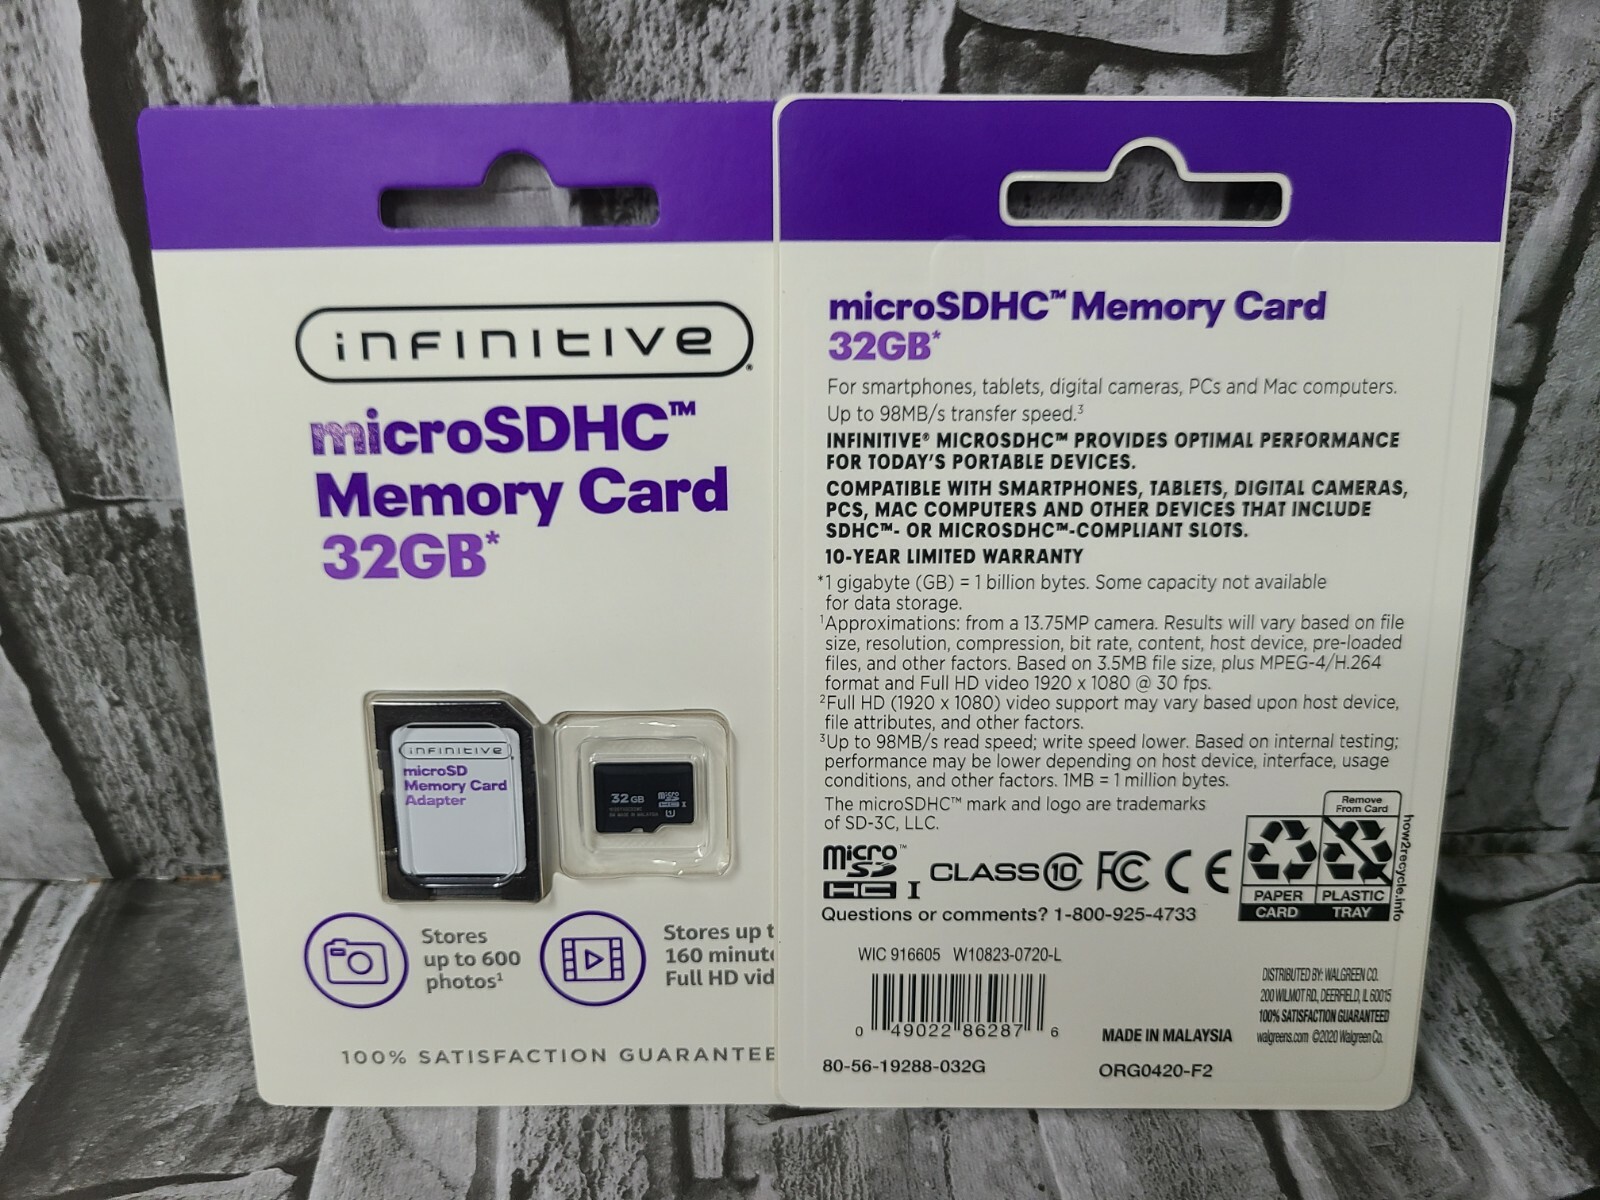 infinitive®
microSDHC™
Memory Card
32GB*
infinitive
microSD
Memory Card
Adapter
32 GB
micro
SD
HC I
Stores
up to 600
photos¹
Stores up t
160 minut
Full HD vid
100% SATISFACTION GUARANTEE
microSDHC™ Memory Card
32GB*
For smartphones, tablets, digital cameras, PCs and Mac computers.
Up to 98MB/s transfer speed.³
INFINITIVE® MICROSDHC™ PROVIDES OPTIMAL PERFORMANCE
FOR TODAY'S PORTABLE DEVICES.
COMPATIBLE WITH SMARTPHONES, TABLETS, DIGITAL CAMERAS,
PCS, MAC COMPUTERS AND OTHER DEVICES THAT INCLUDE
SDHC™- OR MICROSDHC™-COMPLIANT SLOTS.
10-YEAR LIMITED WARRANTY
*1 gigabyte (GB) = 1 billion bytes. Some capacity not available
for data storage.
¹Approximations: from a 13.75MP camera. Results will vary based on file
size, resolution, compression, bit rate, content, host device, pre-loaded
files, and other factors. Based on 3.5MB file size, plus MPEG-4/H.264
format and Full HD video 1920 x 1080 @ 30 fps.
²Full HD (1920 x 1080) video support may vary based upon host device,
file attributes, and other factors.
³Up to 98MB/s read speed; write speed lower. Based on internal testing;
performance may be lower depending on host device, interface, usage
conditions, and other factors. 1MB = 1 million bytes.
The microSDHC™ mark and logo are trademarks
of SD-3C, LLC.
micro™
SD
HC I
CLASS 10 FC CE
Remove
From Card
PAPER
CARD
PLASTIC
TRAY
how2recycle.info
Questions or comments? 1-800-925-4733
WIC 916605 W10823-0720-L
0 49022 86287 6
80-56-19288-032G
MADE IN MALAYSIA
ORG0420-F2
DISTRIBUTED BY: WALGREEN CO.
200 WILMOT RD., DEERFIELD, IL 60015
100% SATISFACTION GUARANTEED
walgreens.com ©2020 Walgreen Co.